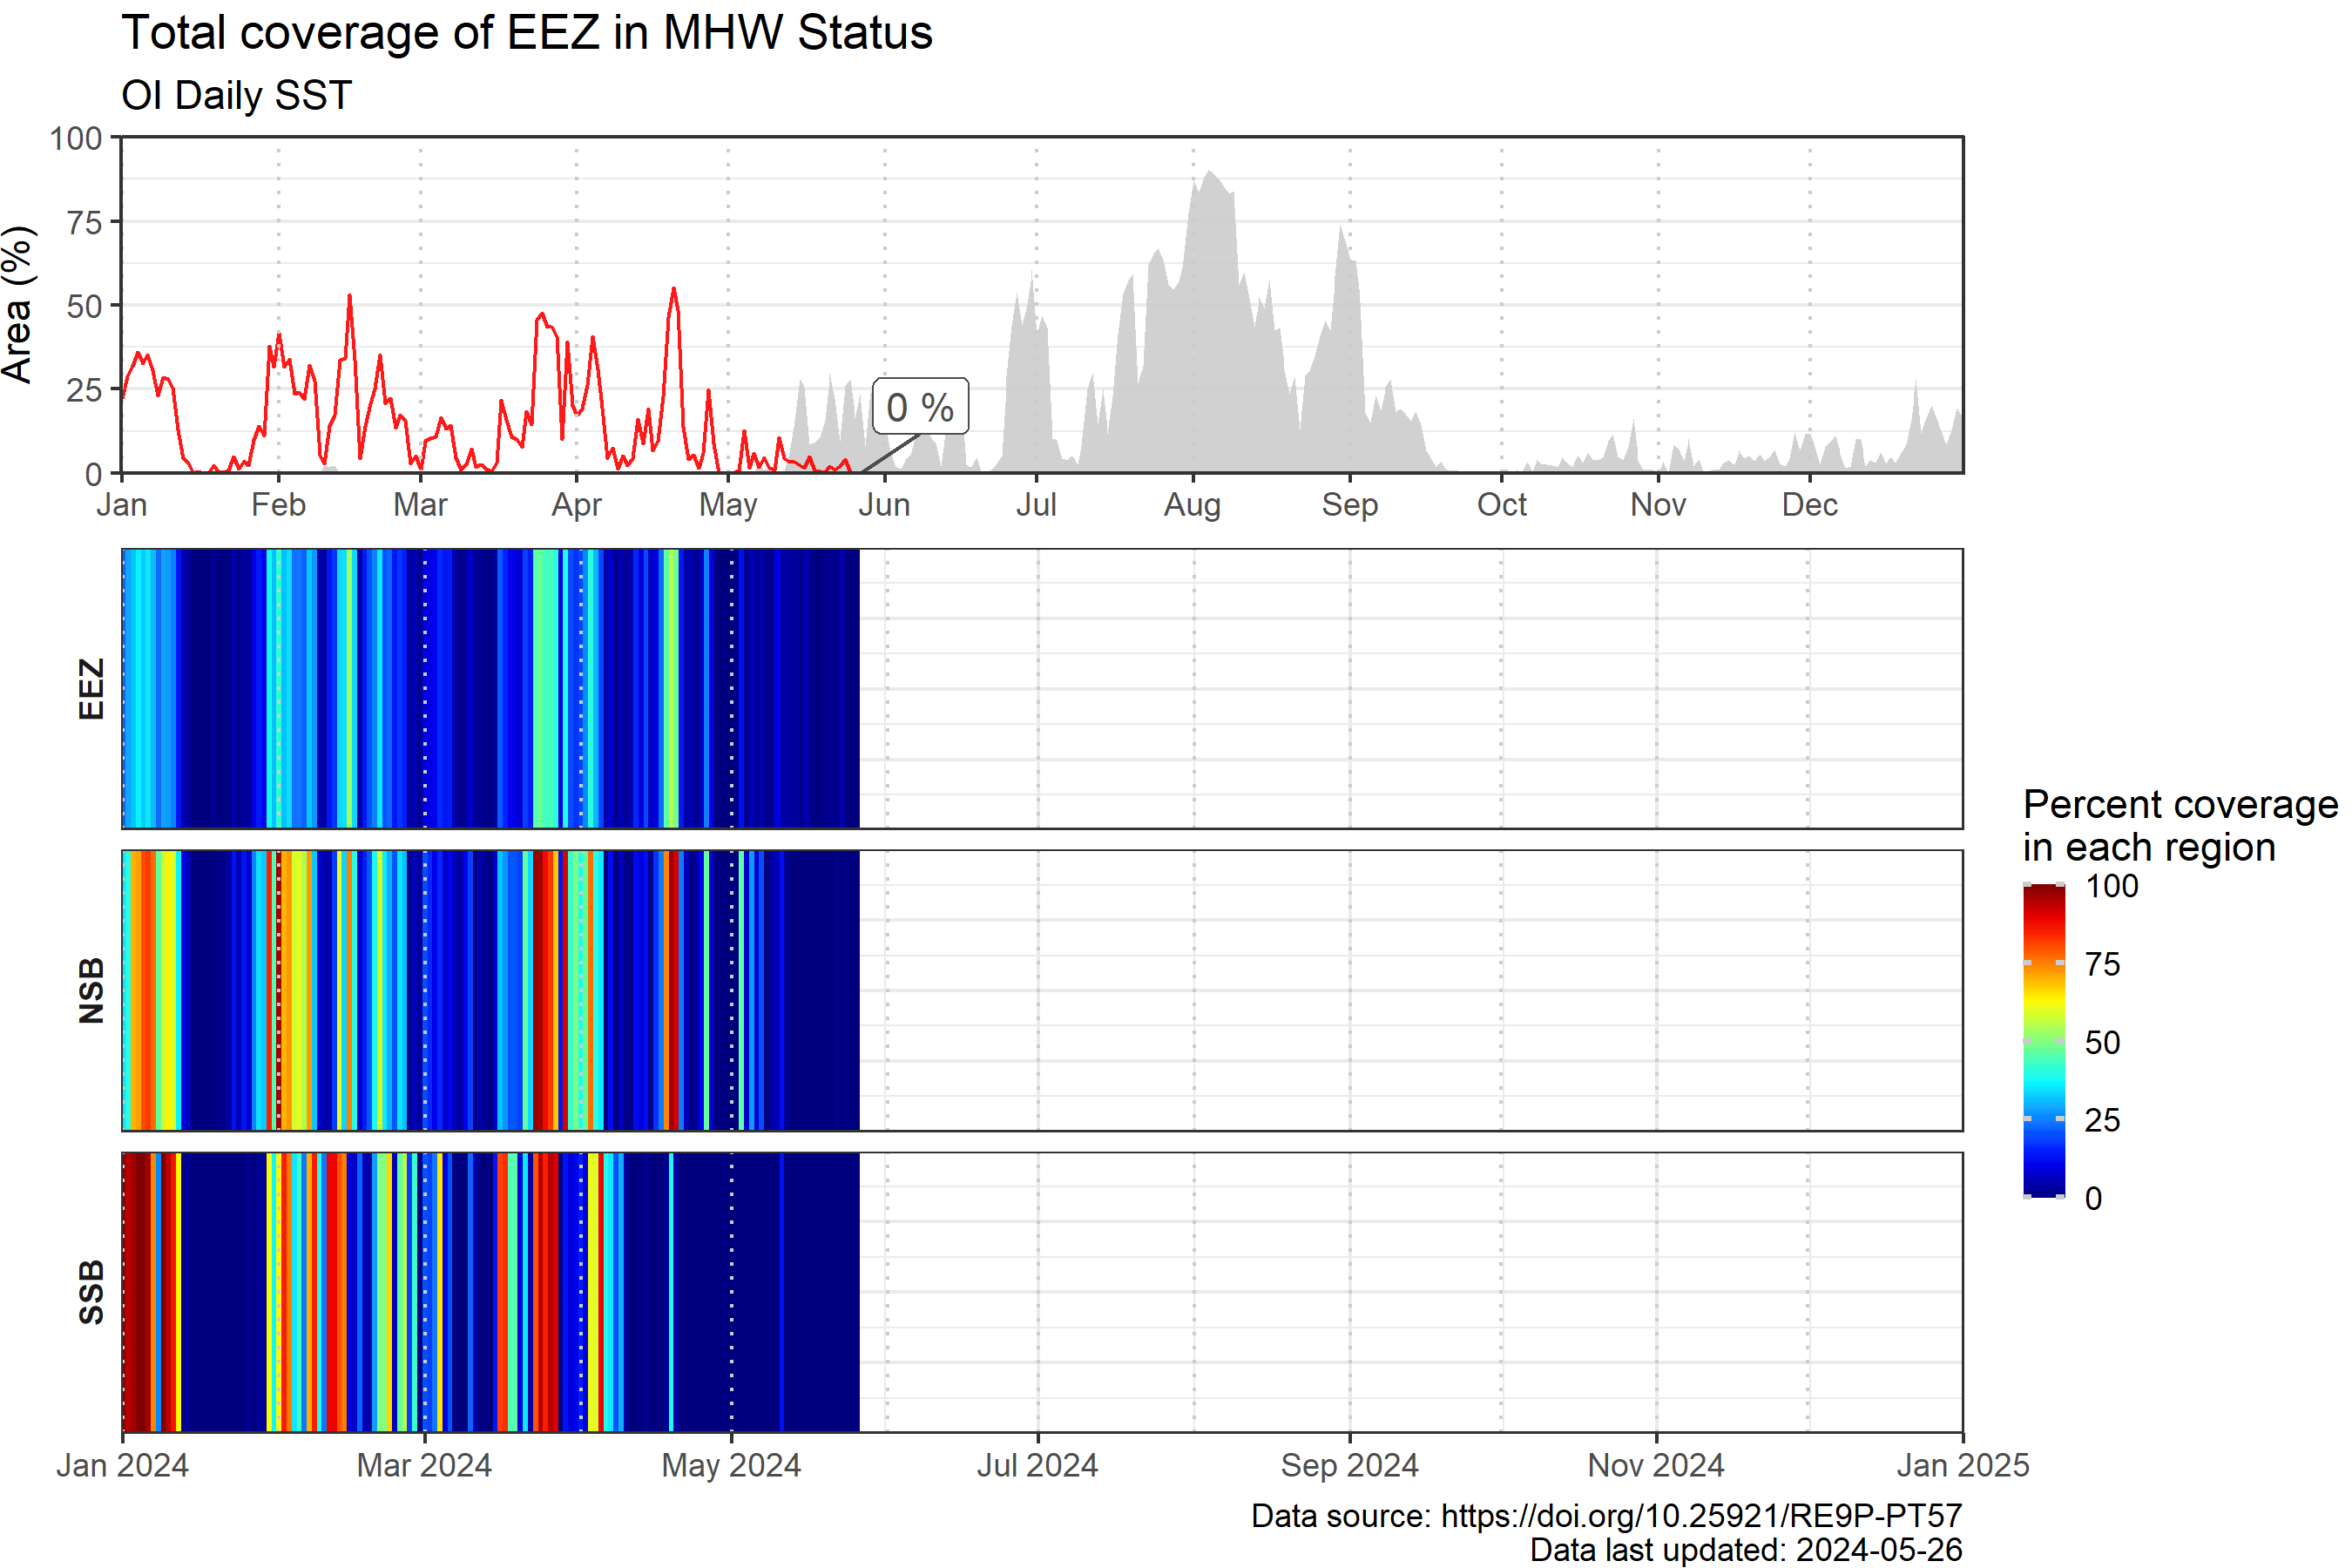 Total coverage of EEZ in MHW Status
OI Daily SST
Area (%)
100
75
50
25
0
0 %
Jan Feb Mar Apr May Jun Jul Aug Sep Oct Nov Dec
EEZ
NSB
SSB
Percent coverage
in each region
100
75
50
25
0
Jan 2024 Mar 2024 May 2024 Jul 2024 Sep 2024 Nov 2024 Jan 2025
Data source: https://doi.org/10.25921/RE9P-PT57
Data last updated: 2024-05-26